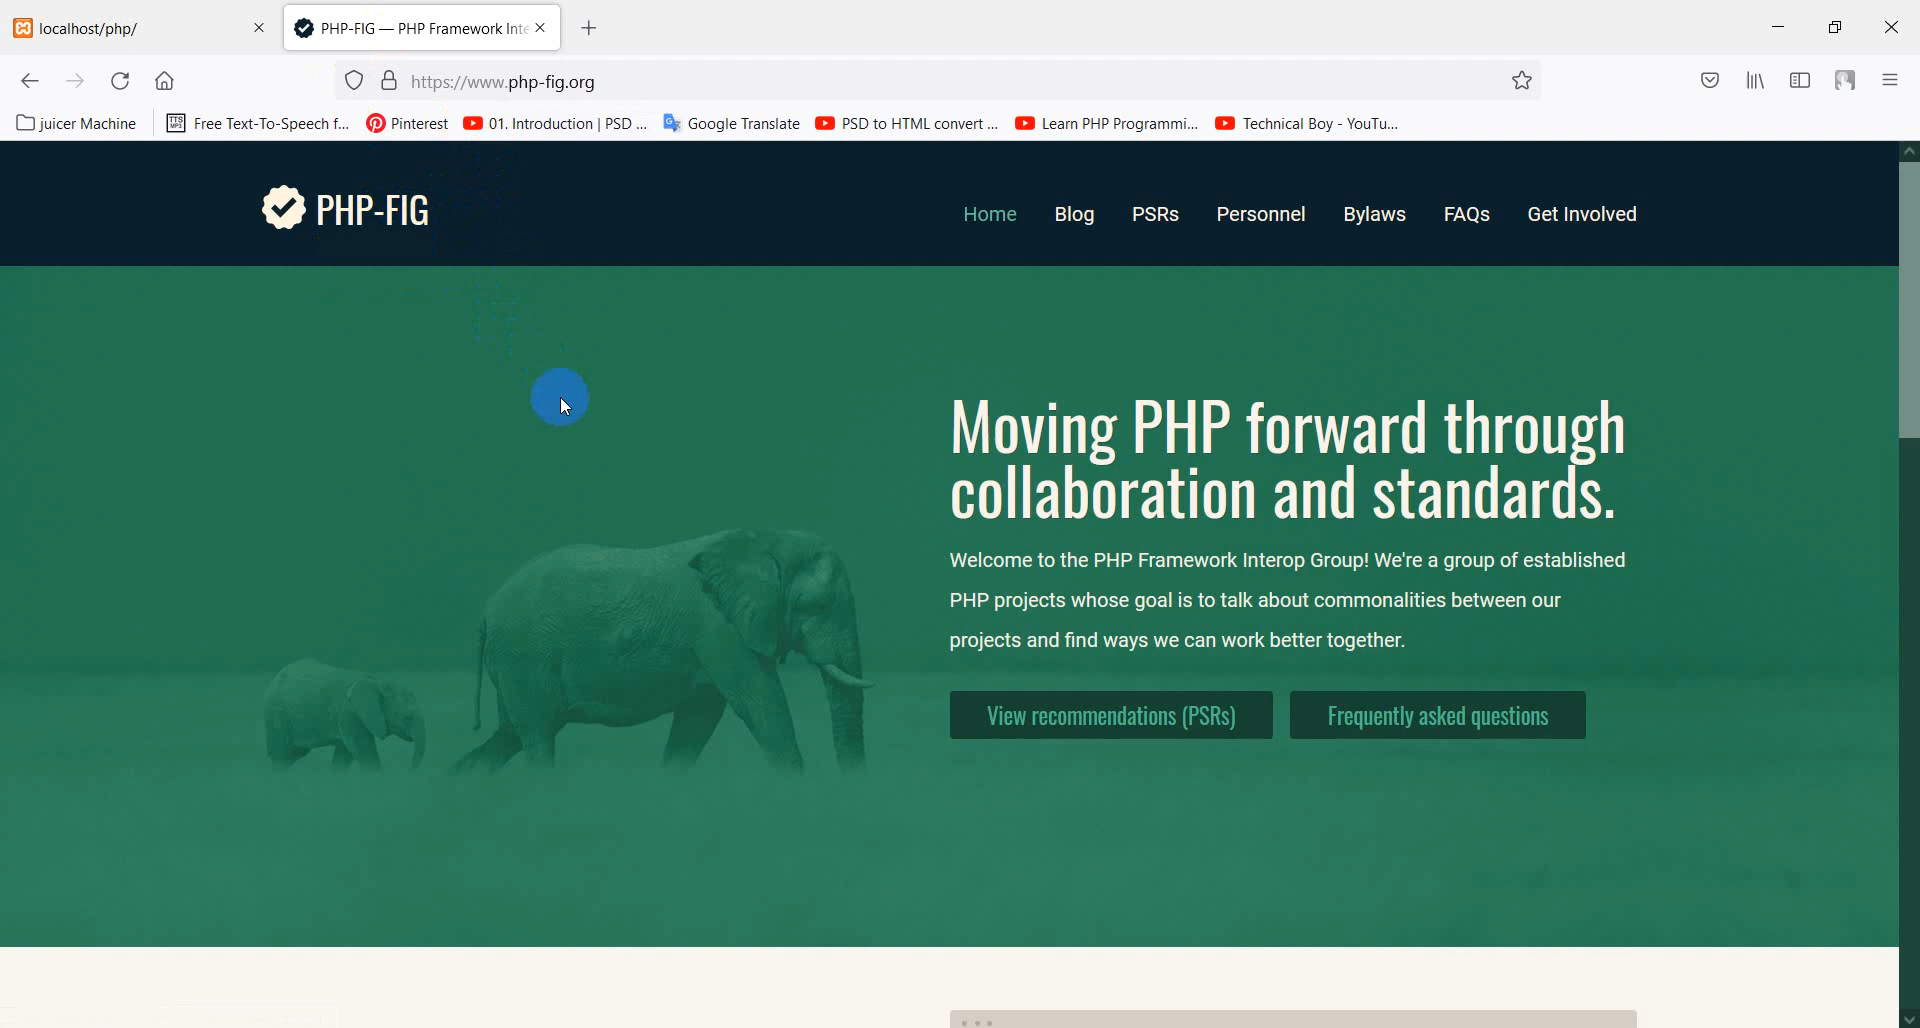 localhost/php/
PHP-FIG — PHP Framework Inte
https://www.php-fig.org
juicer Machine
Free Text-To-Speech f...
Pinterest
01. Introduction | PSD ...
Google Translate
PSD to HTML convert ...
Learn PHP Programmi...
Technical Boy - YouTu...
PHP-FIG
Home
Blog
PSRs
Personnel
Bylaws
FAQs
Get Involved
Moving PHP forward through
collaboration and standards.
Welcome to the PHP Framework Interop Group! We're a group of established
PHP projects whose goal is to talk about commonalities between our
projects and find ways we can work better together.
View recommendations (PSRs)
Frequently asked questions